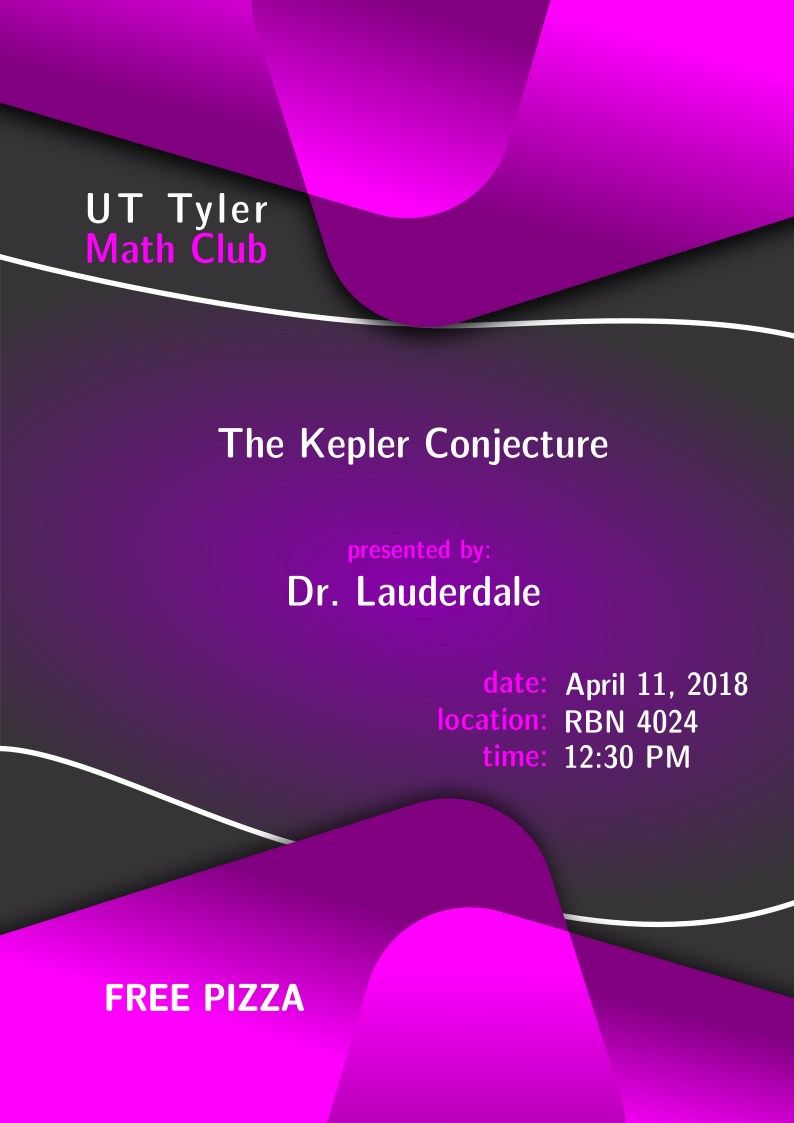 UT Tyler
Math Club
The Kepler Conjecture
presented by:
Dr. Lauderdale
date: April 11, 2018
location: RBN 4024
time: 12:30 PM
FREE PIZZA